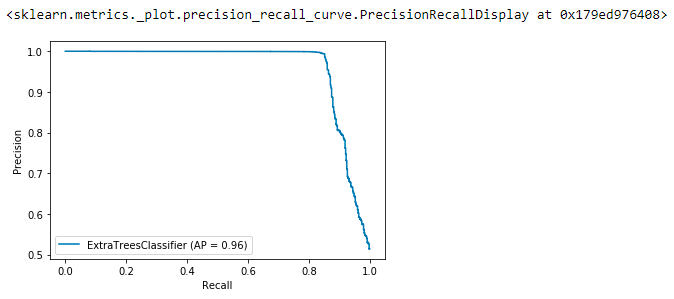 <sklearn.metrics._plot.precision_recall_curve.PrecisionRecallDisplay at 0x179ed976408>
1.0
0.9
0.8
0.7
0.6
0.5
Precision
ExtraTreesClassifier (AP = 0.96)
0.0 0.2 0.4 0.6 0.8 1.0
Recall